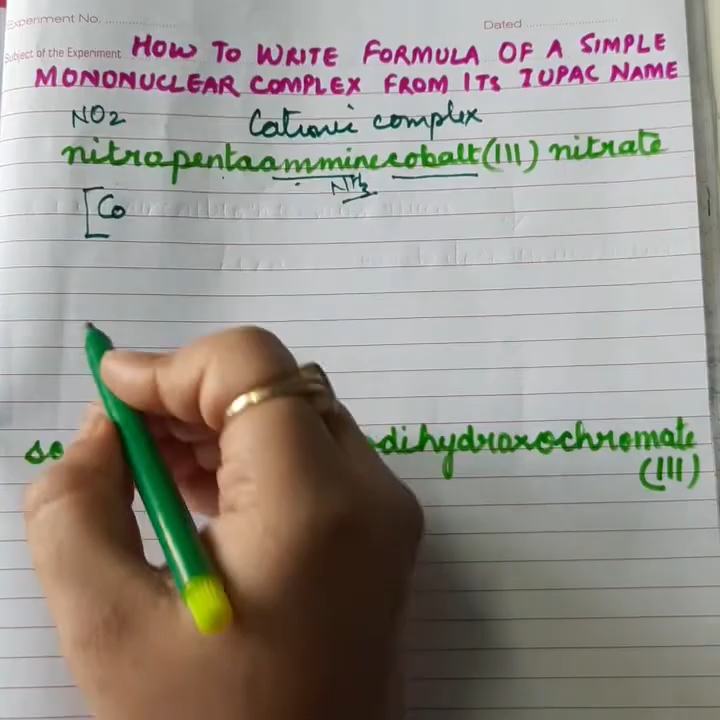 Experiment No. ..................
Dated ........................
Subject of the Experiment HOW TO WRITE FORMULA OF A SIMPLE
MONONUCLEAR COMPLEX FROM ITS IUPAC NAME
NO2 Cationic complex
nitropentaamminecobalt(III) nitrate
NH3
[Co
dihydroxochromate
(III)